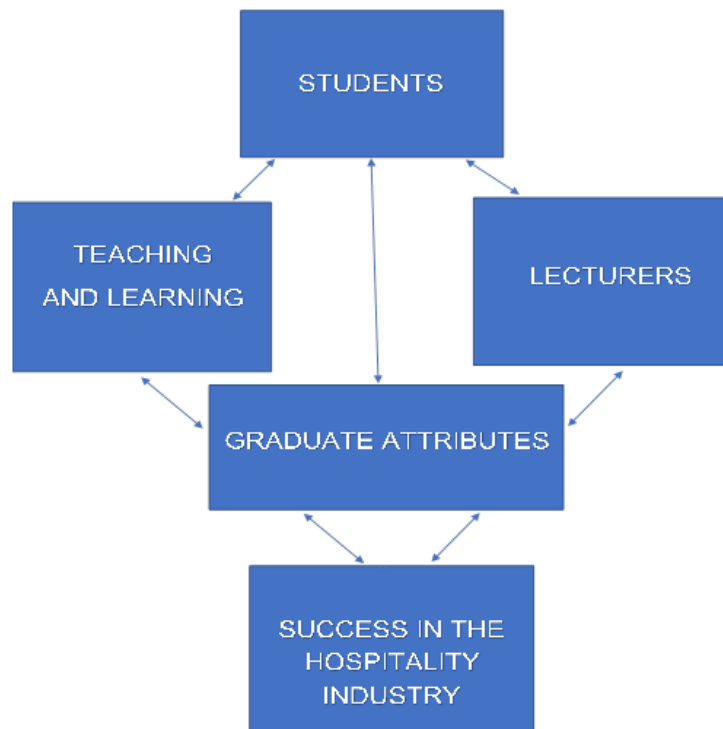 STUDENTS
TEACHING
AND LEARNING
LECTURERS
GRADUATE ATTRIBUTES
SUCCESS IN THE
HOSPITALITY
INDUSTRY